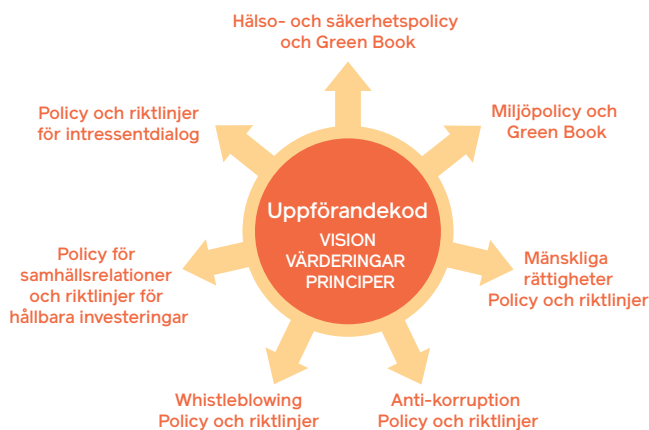 Hälso- och säkerhetspolicy
och Green Book
Policy och riktlinjer
för intressentdialog
Miljöpolicy och
Green Book
Uppförandekod
VISION
VÄRDERINGAR
PRINCIPER
Policy för
samhällsrelationer
och riktlinjer för
hållbara investeringar
Mänskliga
rättigheter
Policy och riktlinjer
Whistleblowing
Policy och riktlinjer
Anti-korruption
Policy och riktlinjer